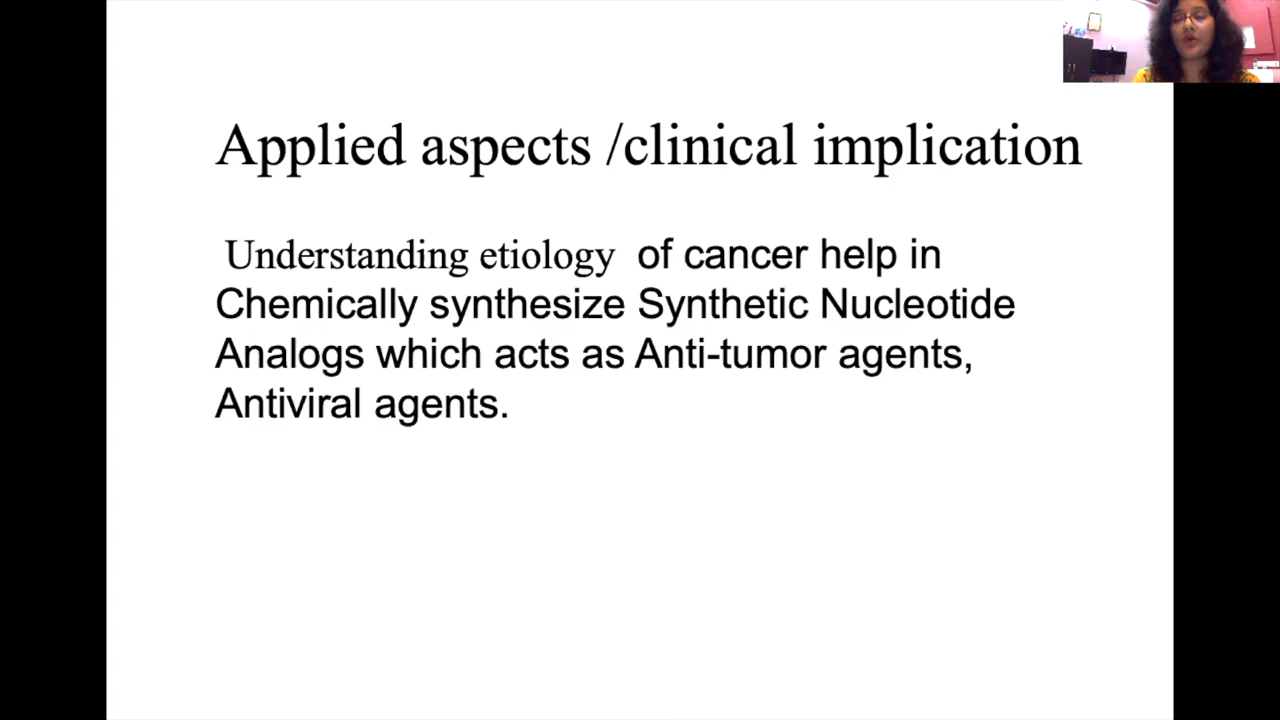 Applied aspects /clinical implication
Understanding etiology of cancer help in
Chemically synthesize Synthetic Nucleotide
Analogs which acts as Anti-tumor agents,
Antiviral agents.